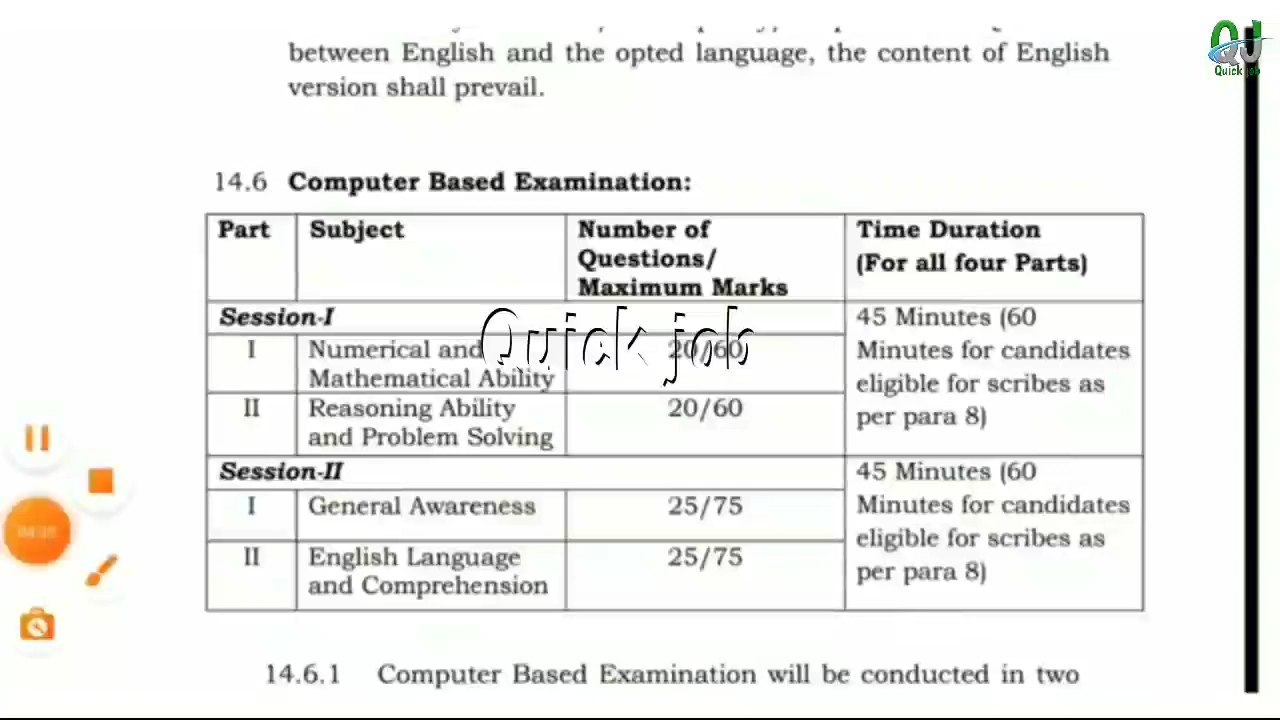 QJ
Quick job
between English and the opted language, the content of English
version shall prevail.
14.6 Computer Based Examination:
Part Subject Number of Questions/ Maximum Marks Time Duration (For all four Parts)
Session-I 45 Minutes (60 Minutes for candidates eligible for scribes as per para 8)
I Numerical and Mathematical Ability 20/60
II Reasoning Ability and Problem Solving 20/60
Quick job
Session-II 45 Minutes (60 Minutes for candidates eligible for scribes as per para 8)
I General Awareness 25/75
II English Language and Comprehension 25/75
14.6.1 Computer Based Examination will be conducted in two